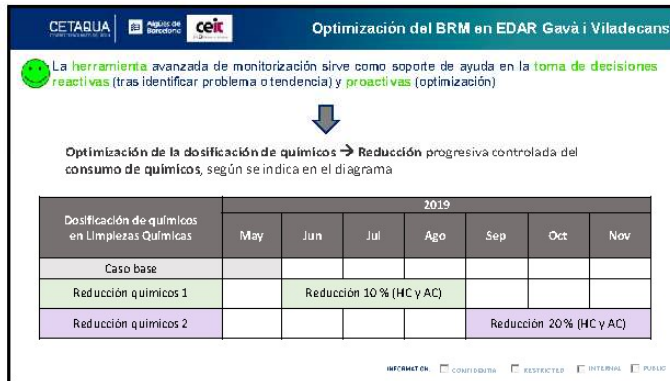 CETAQUA
Aigües de
Barcelona
ceit
Optimización del BRM en EDAR Gavà i Viladecans
La herramienta avanzada de monitorización sirve como soporte de ayuda en la toma de decisiones
reactivas (tras identificar problema o tendencia) y proactivas (optimización)
Optimización de la dosificación de químicos → Reducción progresiva controlada del
consumo de químicos, según se indica en el diagrama
Dosificación de químicos
en Limpiezas Químicas
2019
May Jun Jul Ago Sep Oct Nov
Caso base
Reducción químicos 1 Reducción 10 % (HC y AC)
Reducción químicos 2 Reducción 20% (HC y AC)
INFORMATION: CONFIDENTIAL RESTRICTED INTERNAL PUBLIC